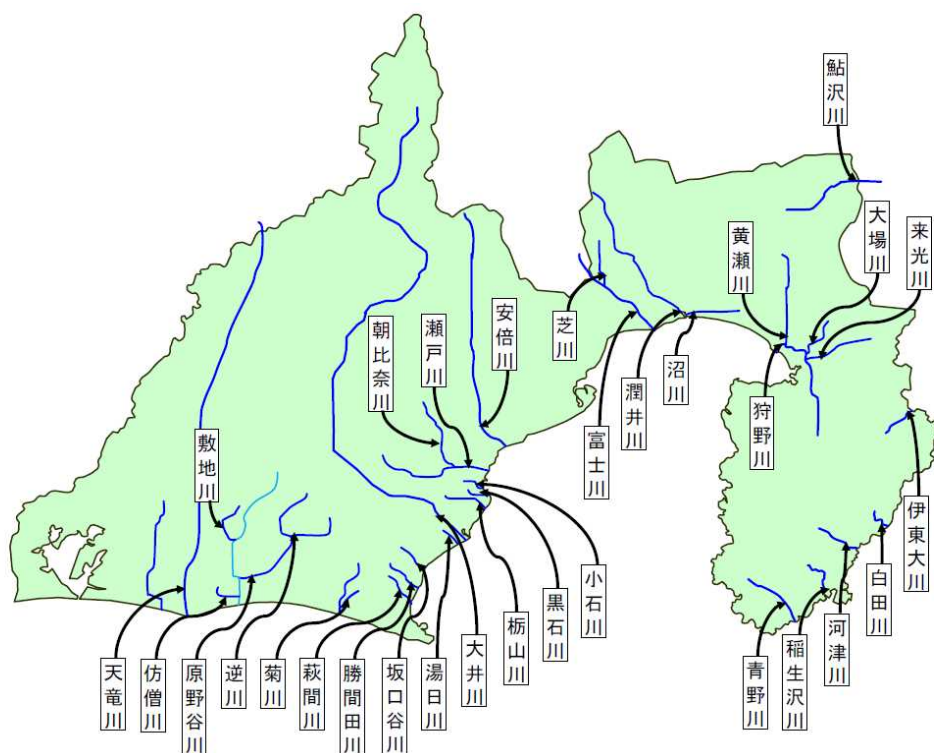 鮎沢川
大場川
来光川
黄瀬川
安倍川
瀬戸川
朝比奈川
芝川
潤井川
沼川
富士川
狩野川
敷地川
伊東大川
白田川
河津川
稲生沢川
青野川
小石川
黒石川
栃山川
大井川
湯日川
坂口谷川
勝間田川
萩間川
菊川
逆川
原野谷川
仿僧川
天竜川